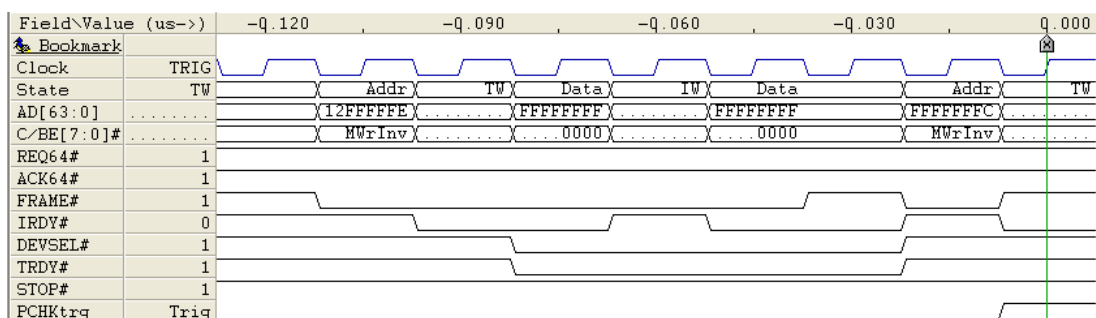 Field\Value (us->) -0.120 -0.090 -0.060 -0.030 0.000
Bookmark
Clock TRIG
State TW Addr TW Data IW Data Addr TW
AD[63:0] ........ 12FFFFFE ........ FFFFFFFF ........ FFFFFFFF FFFFFFFC ........
C/BE[7:0]# ........ MWrInv ........ ....0000 ........ ....0000 MWrInv ........
REQ64# 1
ACK64# 1
FRAME# 1
IRDY# 0
DEVSEL# 1
TRDY# 1
STOP# 1
PCHKtrg Trig